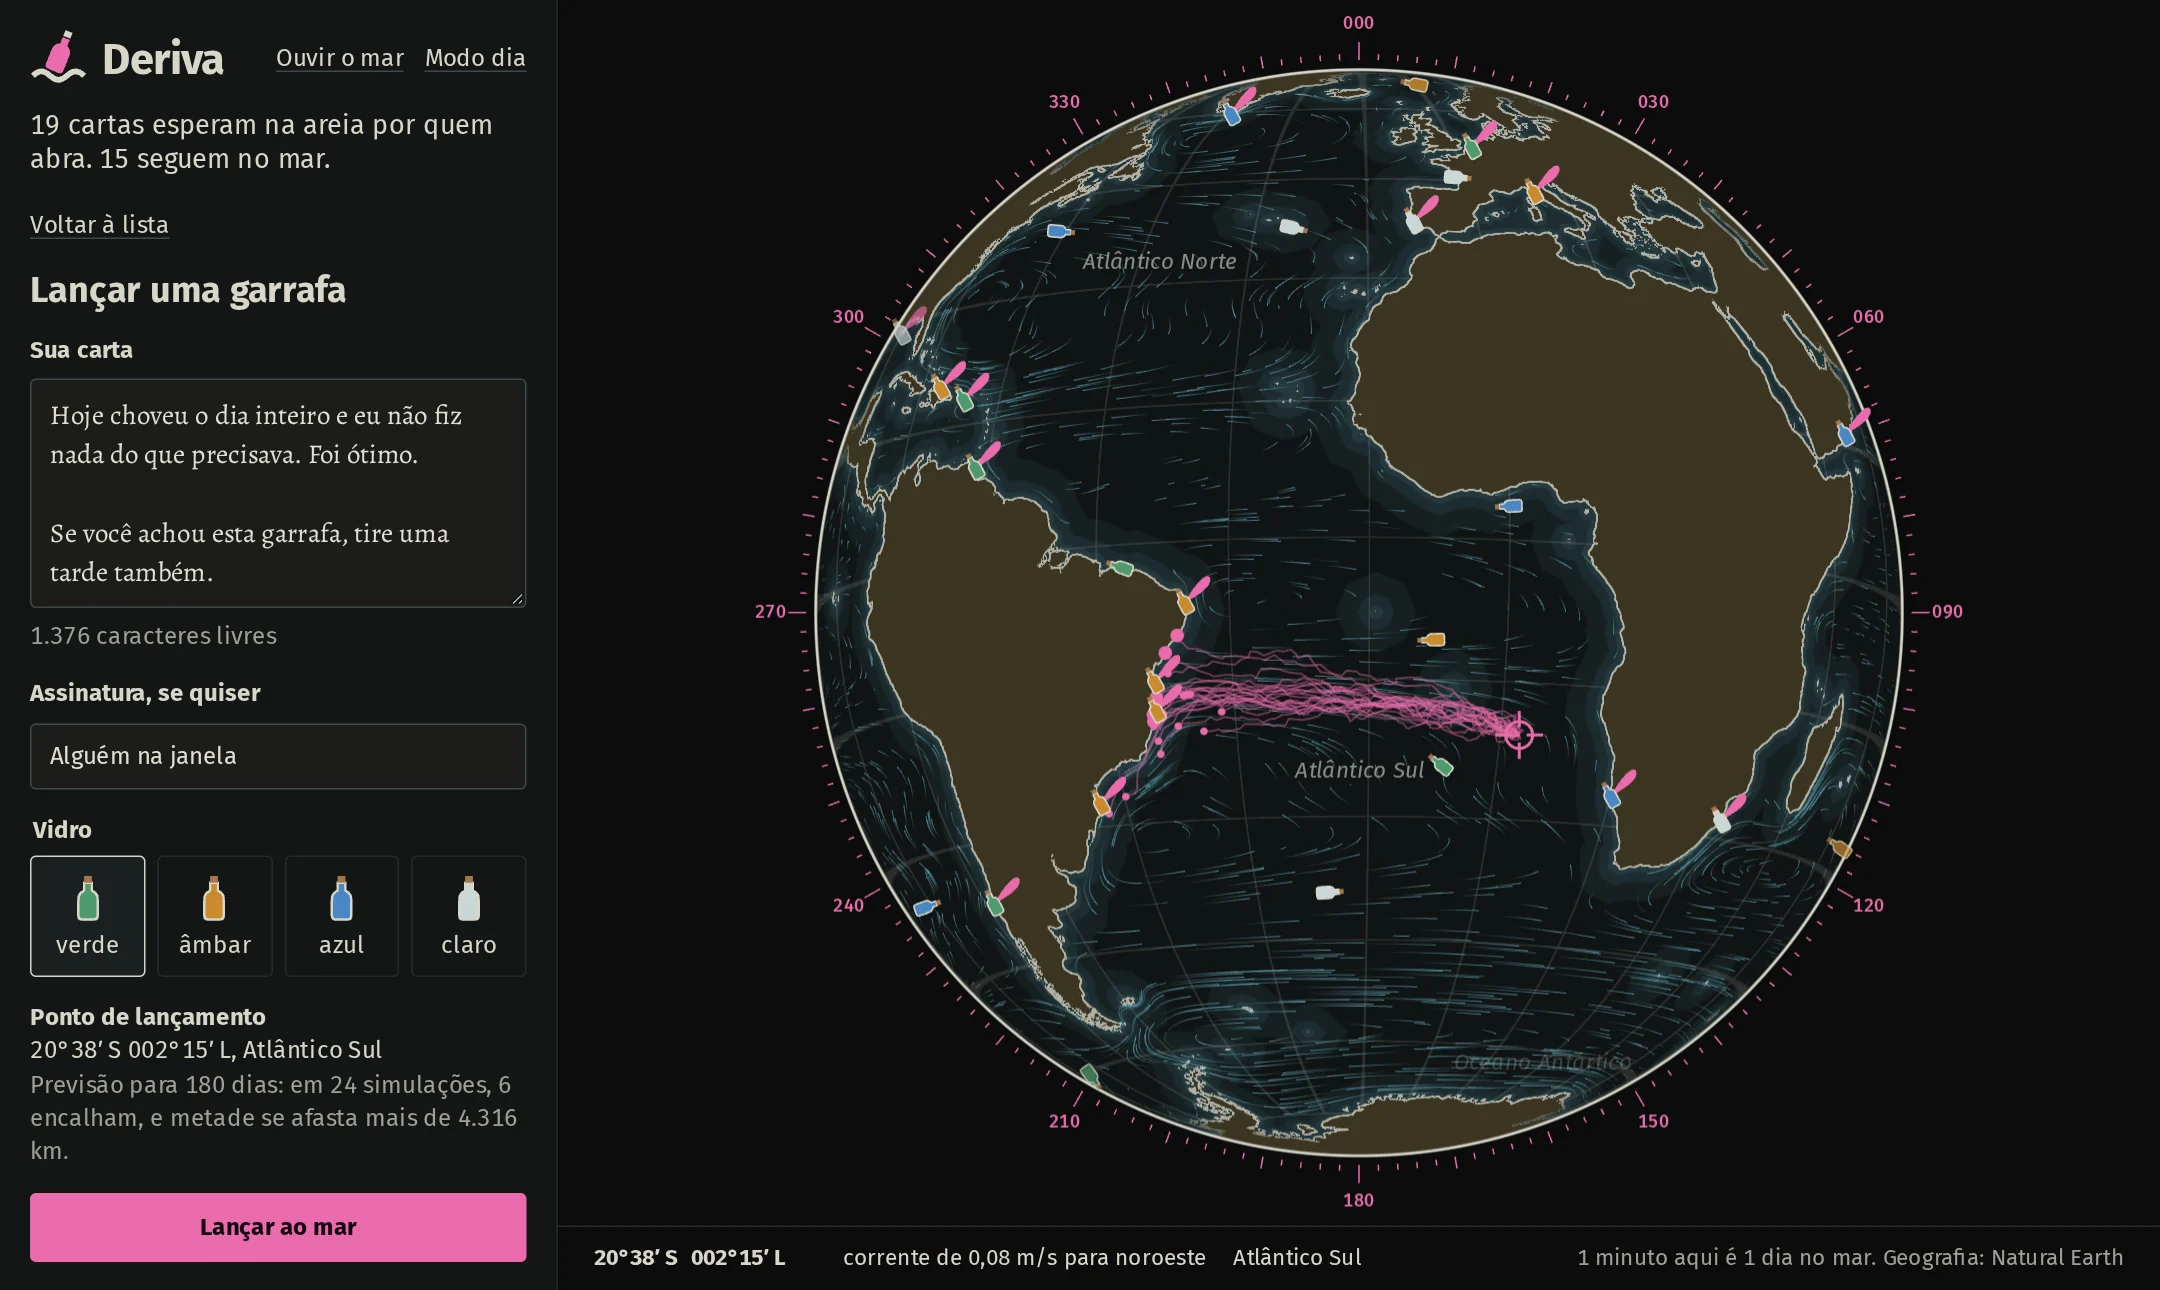 Deriva
Ouvir o mar
Modo dia
19 cartas esperam na areia por quem
abra. 15 seguem no mar.
Voltar à lista
Lançar uma garrafa
Sua carta
Hoje choveu o dia inteiro e eu não fiz
nada do que precisava. Foi ótimo.
Se você achou esta garrafa, tire uma
tarde também.
1.376 caracteres livres
Assinatura, se quiser
Alguém na janela
Vidro
verde
âmbar
azul
claro
Ponto de lançamento
20°38′ S 002°15′ L, Atlântico Sul
Previsão para 180 dias: em 24 simulações, 6
encalham, e metade se afasta mais de 4.316
km.
Lançar ao mar
000
030
060
090
120
150
180
210
240
270
300
330
Atlântico Norte
Atlântico Sul
Oceano Antártico
20°38′ S 002°15′ L
corrente de 0,08 m/s para noroeste
Atlântico Sul
1 minuto aqui é 1 dia no mar. Geografia: Natural Earth